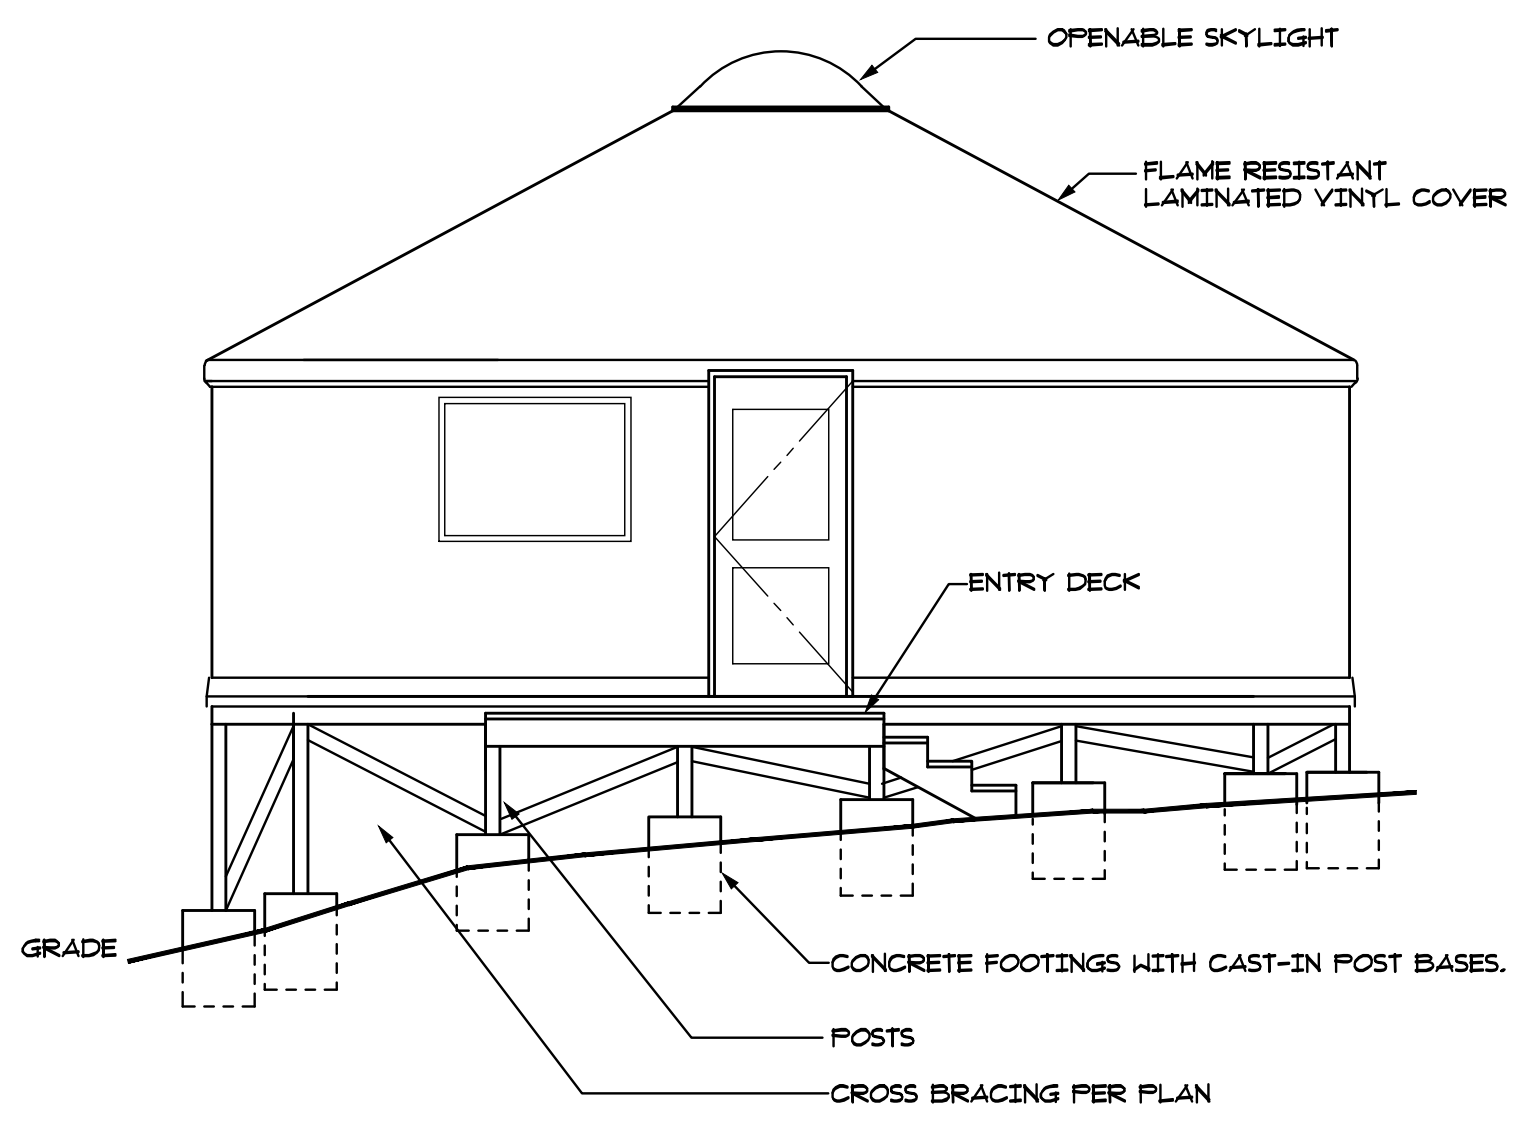 OPENABLE SKYLIGHT
FLAME RESISTANT
LAMINATED VINYL COVER
ENTRY DECK
GRADE
CONCRETE FOOTINGS WITH CAST-IN POST BASES.
POSTS
CROSS BRACING PER PLAN